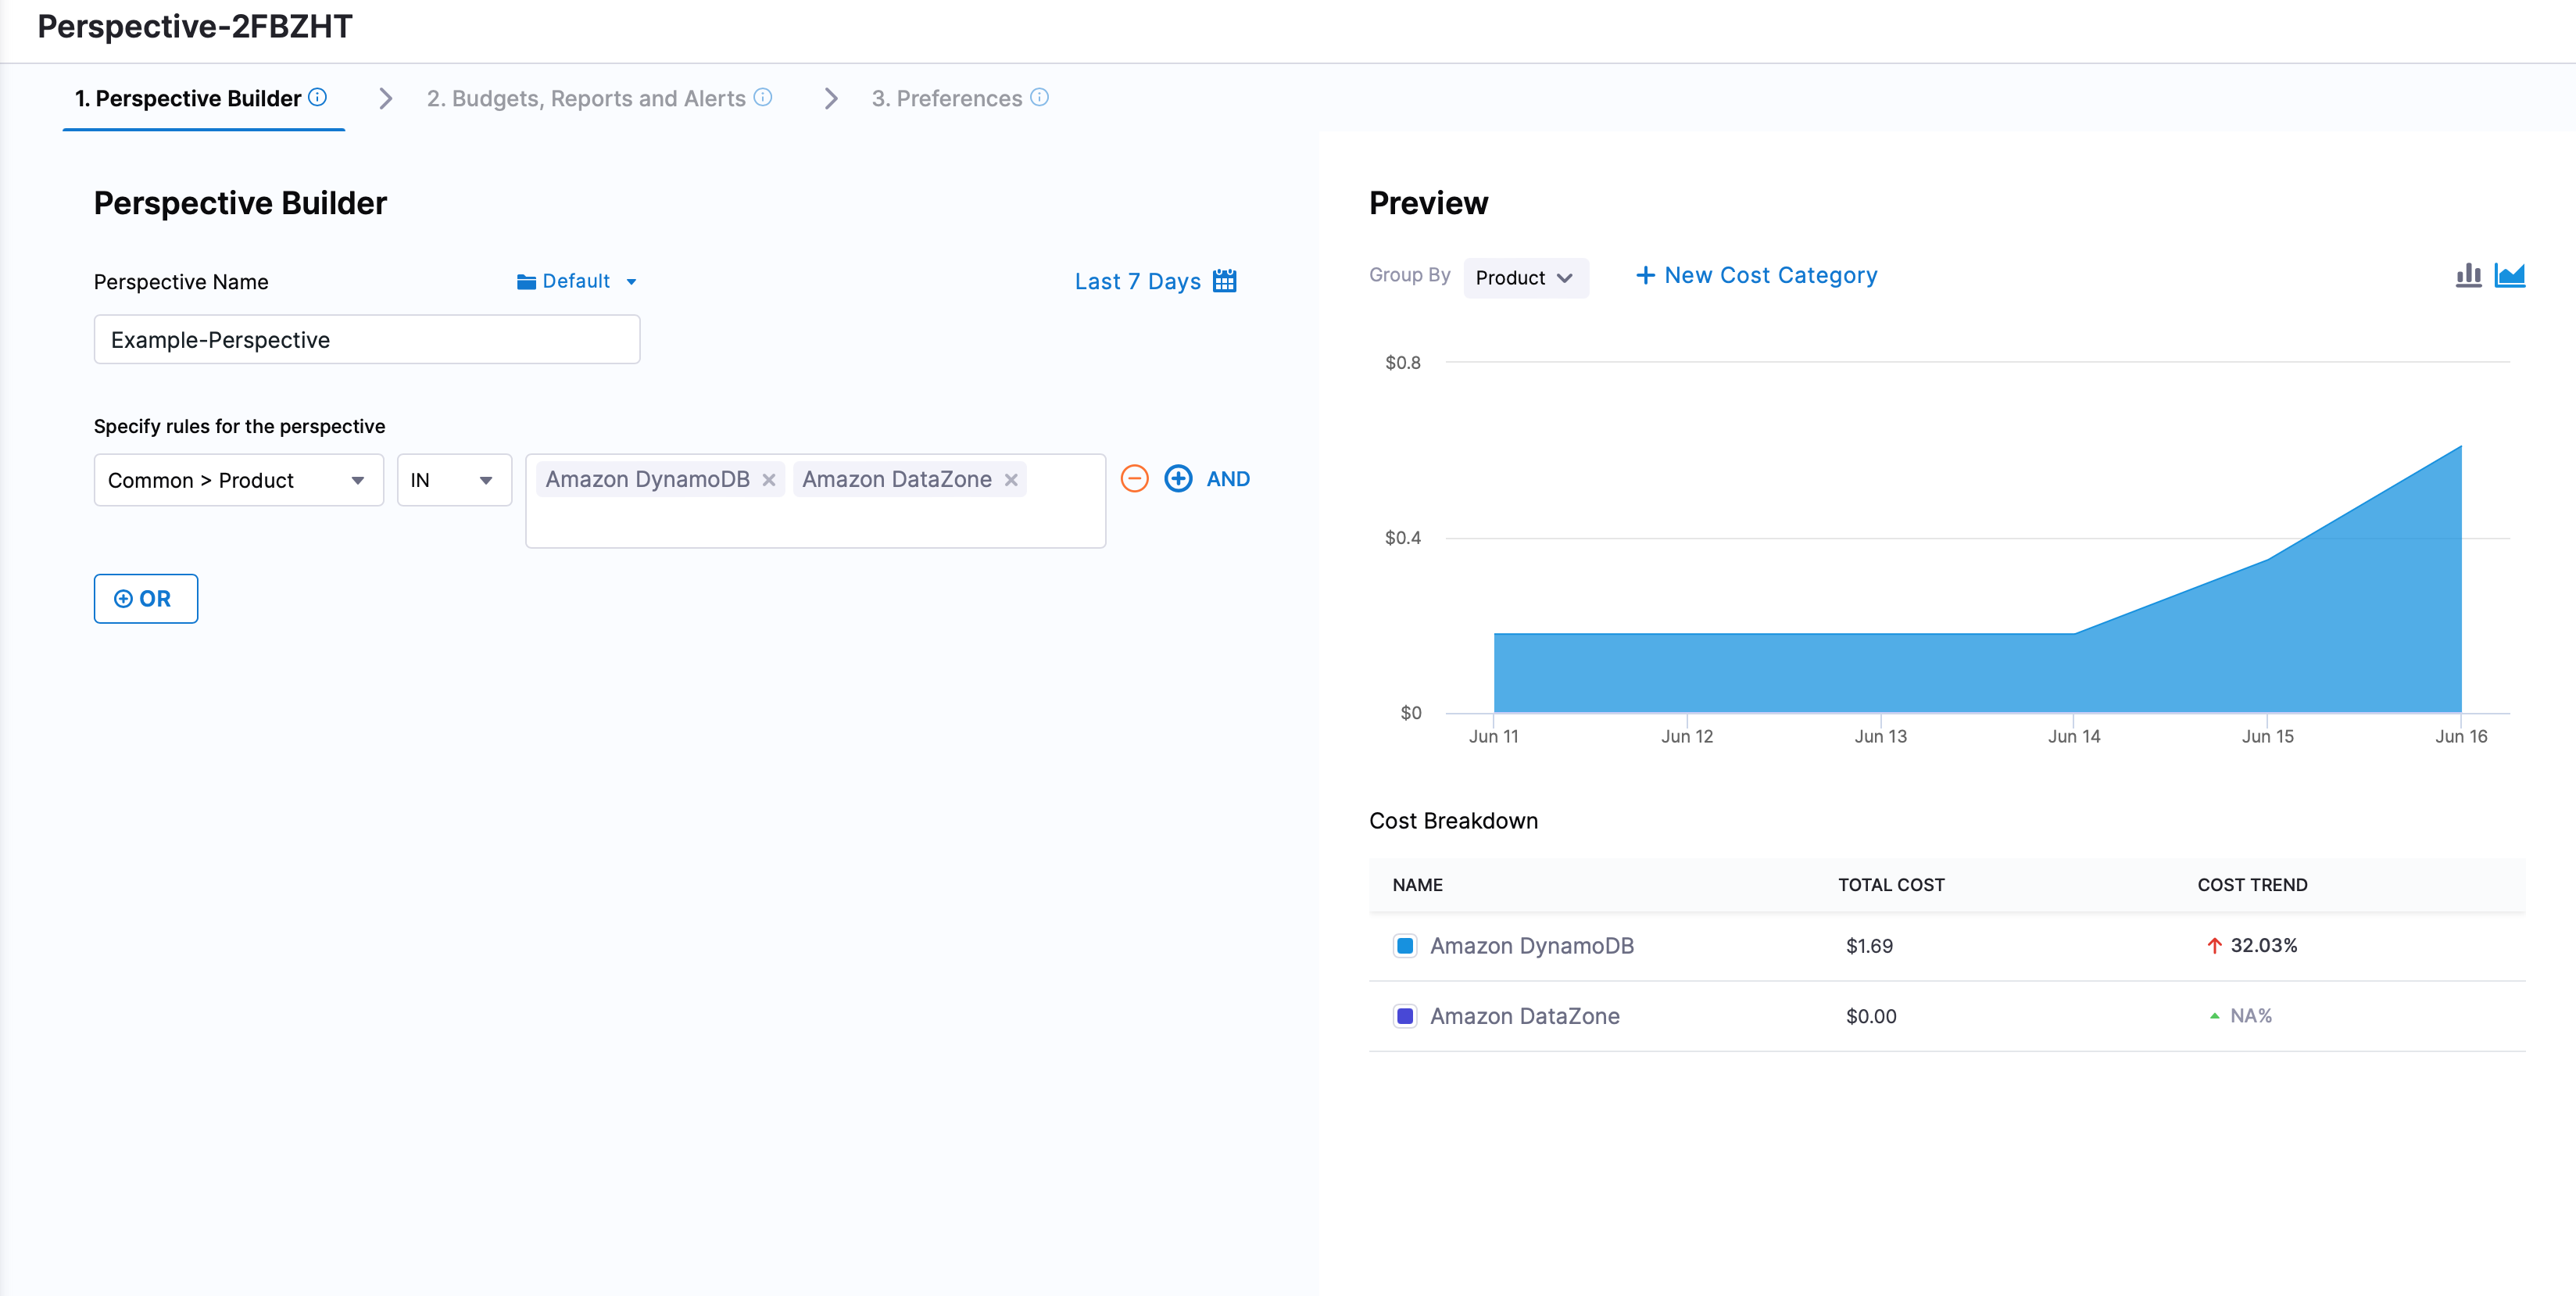 Perspective-2FBZHT
1. Perspective Builder
2. Budgets, Reports and Alerts
3. Preferences
Perspective Builder
Perspective Name
Default
Last 7 Days
Example-Perspective
Specify rules for the perspective
Common > Product
IN
Amazon DynamoDB
Amazon DataZone
AND
OR
Preview
Group By
Product
+ New Cost Category
$0.8
$0.4
$0
Jun 11
Jun 12
Jun 13
Jun 14
Jun 15
Jun 16
Cost Breakdown
NAME
TOTAL COST
COST TREND
Amazon DynamoDB
$1.69
32.03%
Amazon DataZone
$0.00
NA%